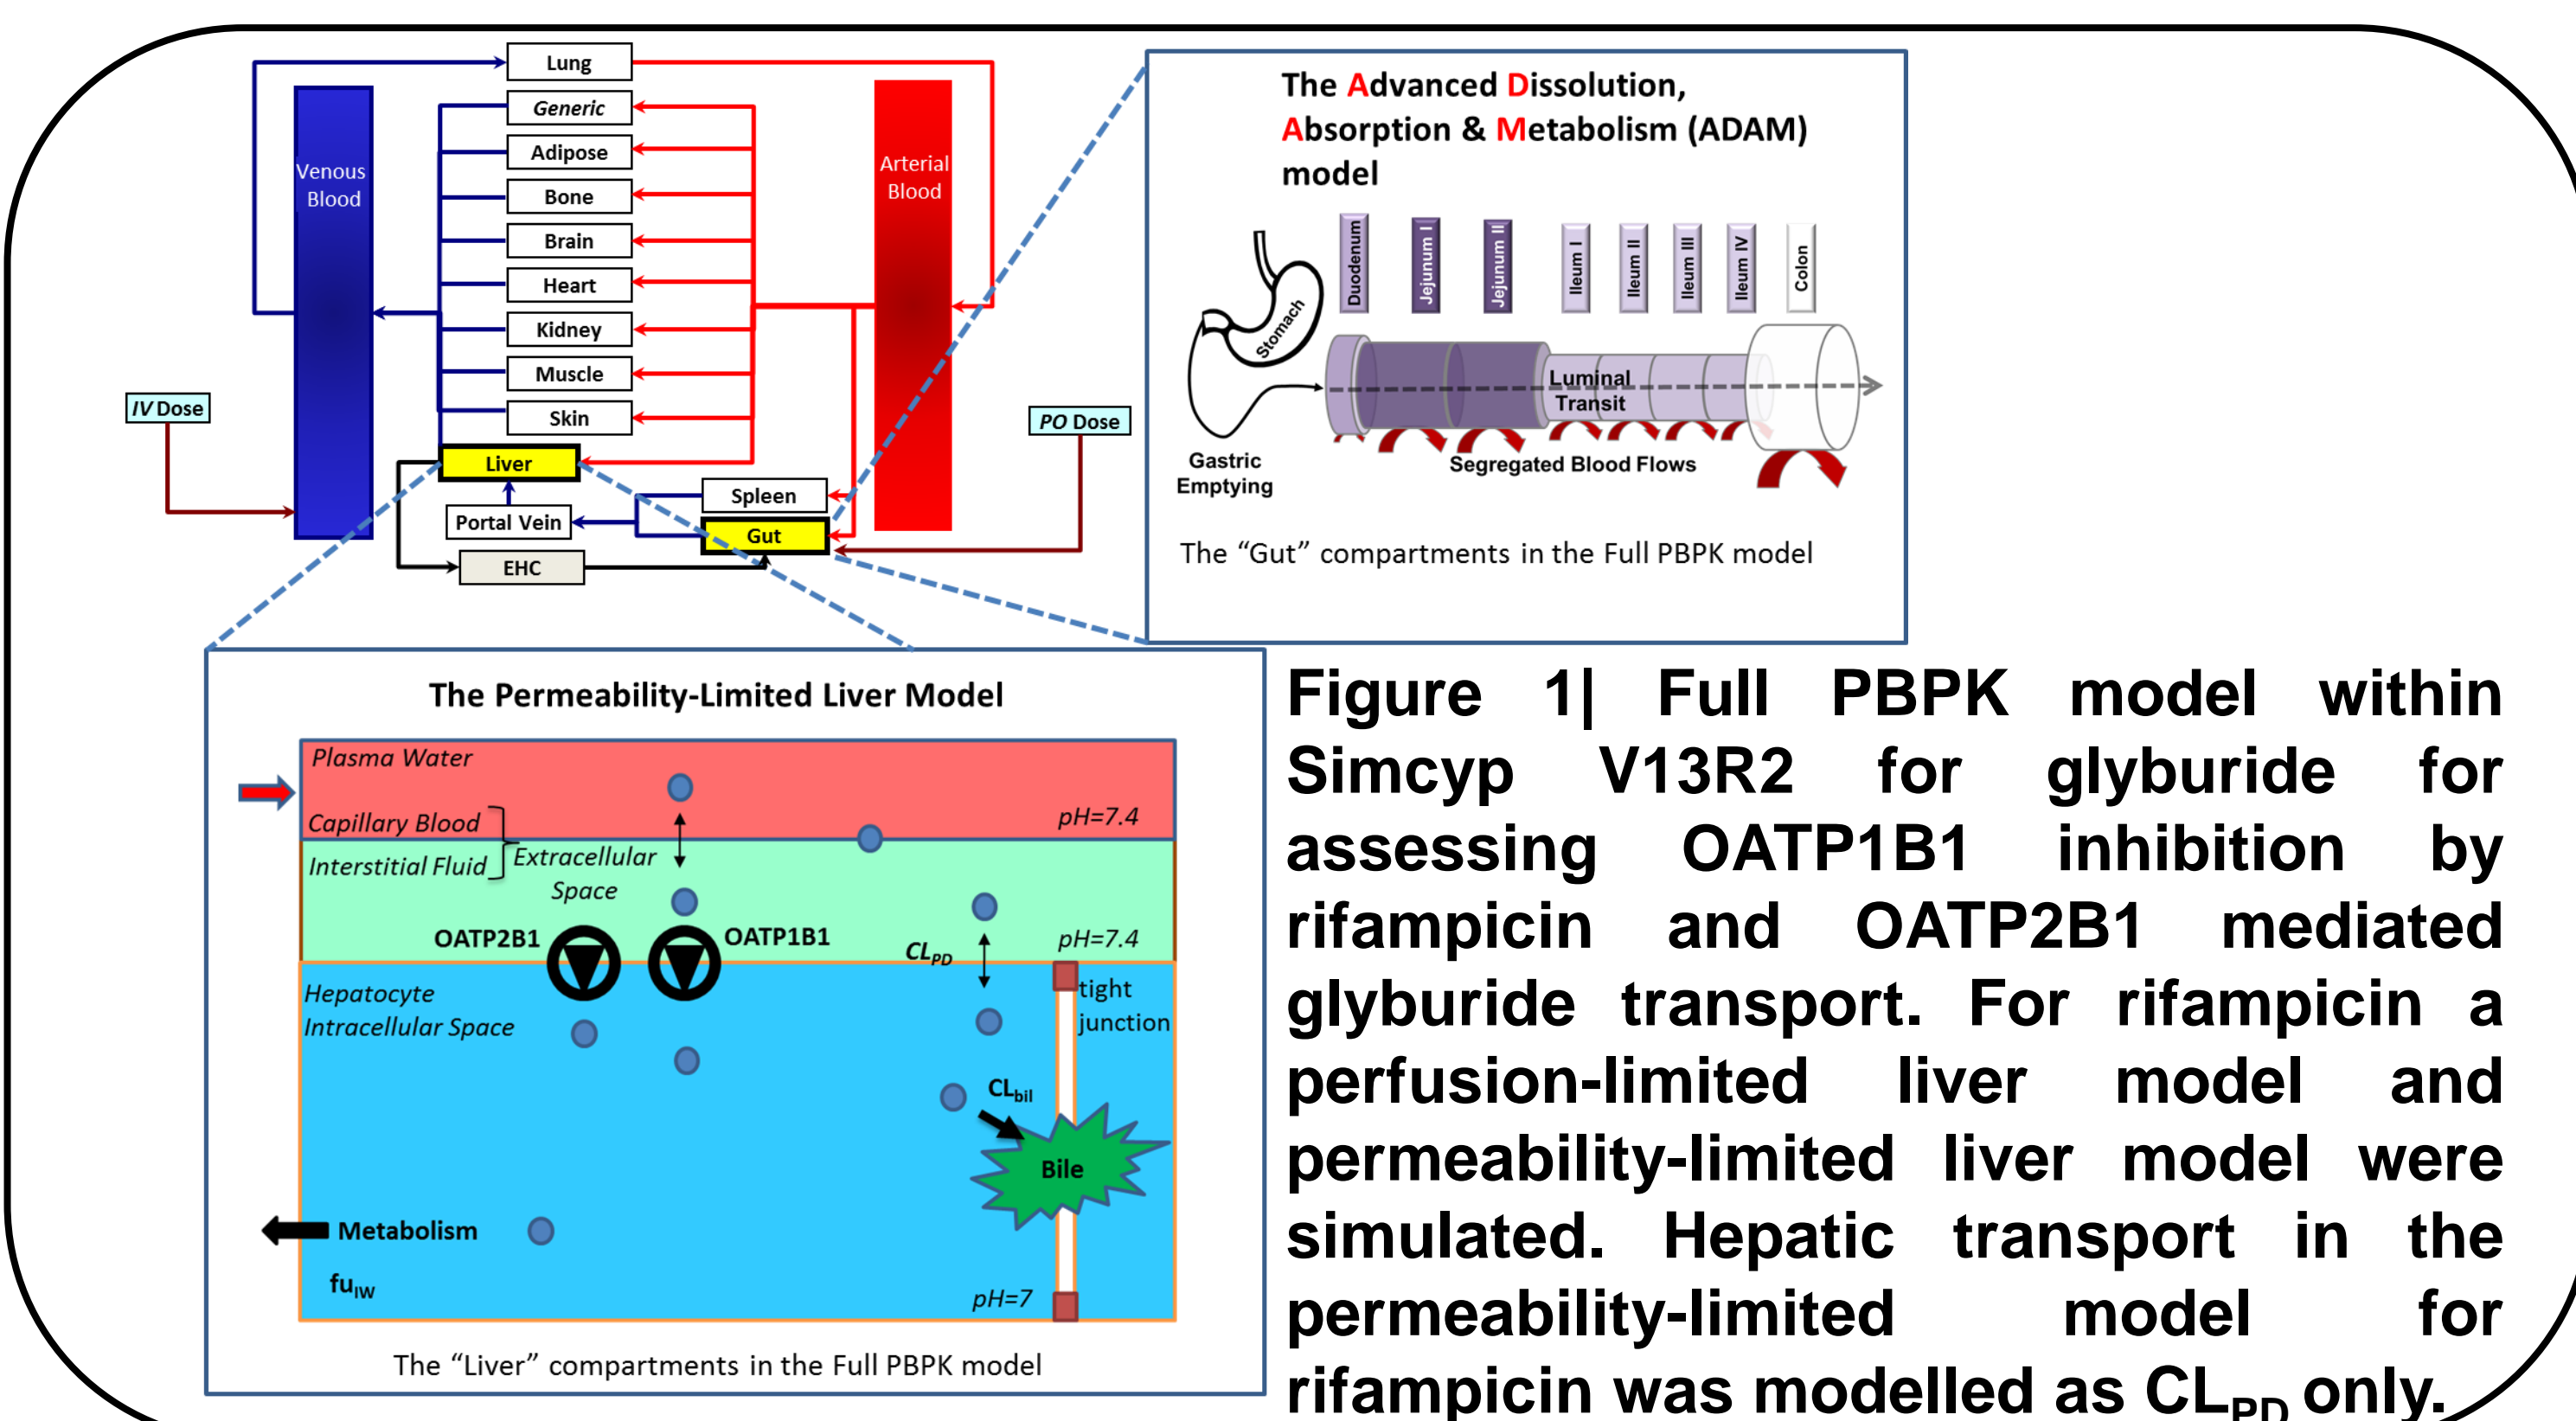 Lung
Generic
Adipose
Bone
Brain
Heart
Kidney
Muscle
Skin
Liver
Portal Vein
EHC
Spleen
Gut
Venous
Blood
Arterial
Blood
IV Dose
PO Dose
The Advanced Dissolution,
Absorption & Metabolism (ADAM)
model
Duodenum
Jejunum I
Jejunum II
Ileum I
Ileum II
Ileum III
Ileum IV
Colon
Stomach
Luminal
Transit
Gastric
Emptying
Segregated Blood Flows
The “Gut” compartments in the Full PBPK model
The Permeability-Limited Liver Model
Plasma Water
Capillary Blood
pH=7.4
Interstitial Fluid
Extracellular
Space
OATP2B1
OATP1B1
CLPD
pH=7.4
Hepatocyte
Intracellular Space
tight
junction
CLbil
Bile
Metabolism
fuIW
pH=7
The “Liver” compartments in the Full PBPK model
Figure 1| Full PBPK model within
Simcyp V13R2 for glyburide for
assessing OATP1B1 inhibition by
rifampicin and OATP2B1 mediated
glyburide transport. For rifampicin a
perfusion-limited liver model and
permeability-limited liver model were
simulated. Hepatic transport in the
permeability-limited model for
rifampicin was modelled as CLPD only.